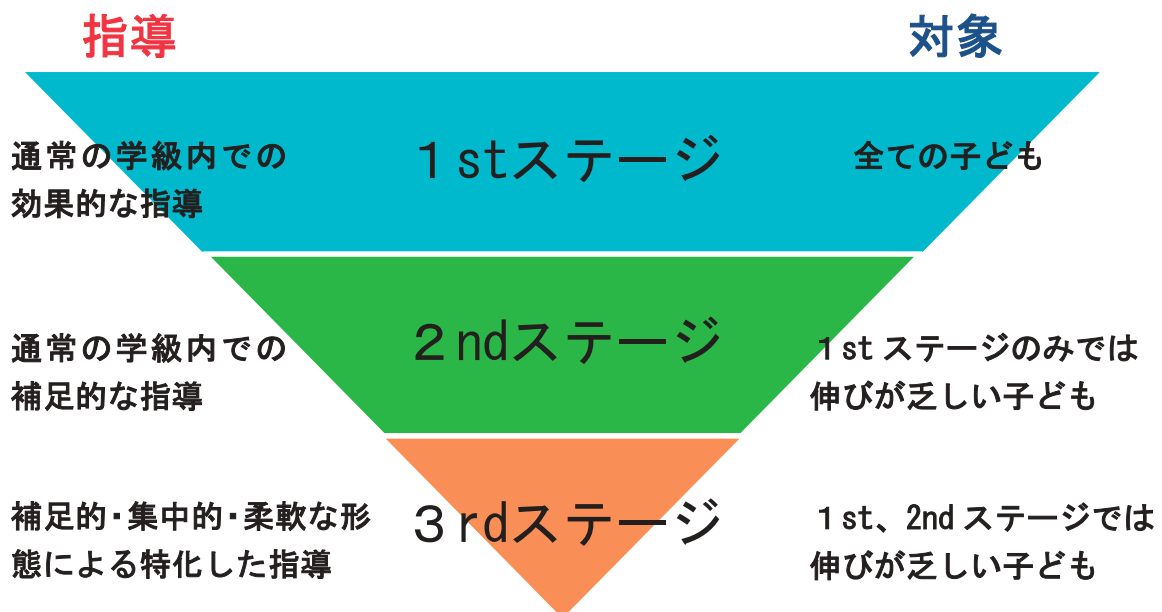 指導
対象
通常の学級内での
効果的な指導
1stステージ
全ての子ども
通常の学級内での
補足的な指導
2ndステージ
1st ステージのみでは
伸びが乏しい子ども
補足的・集中的・柔軟な形
態による特化した指導
3rdステージ
1st、2nd ステージでは
伸びが乏しい子ども